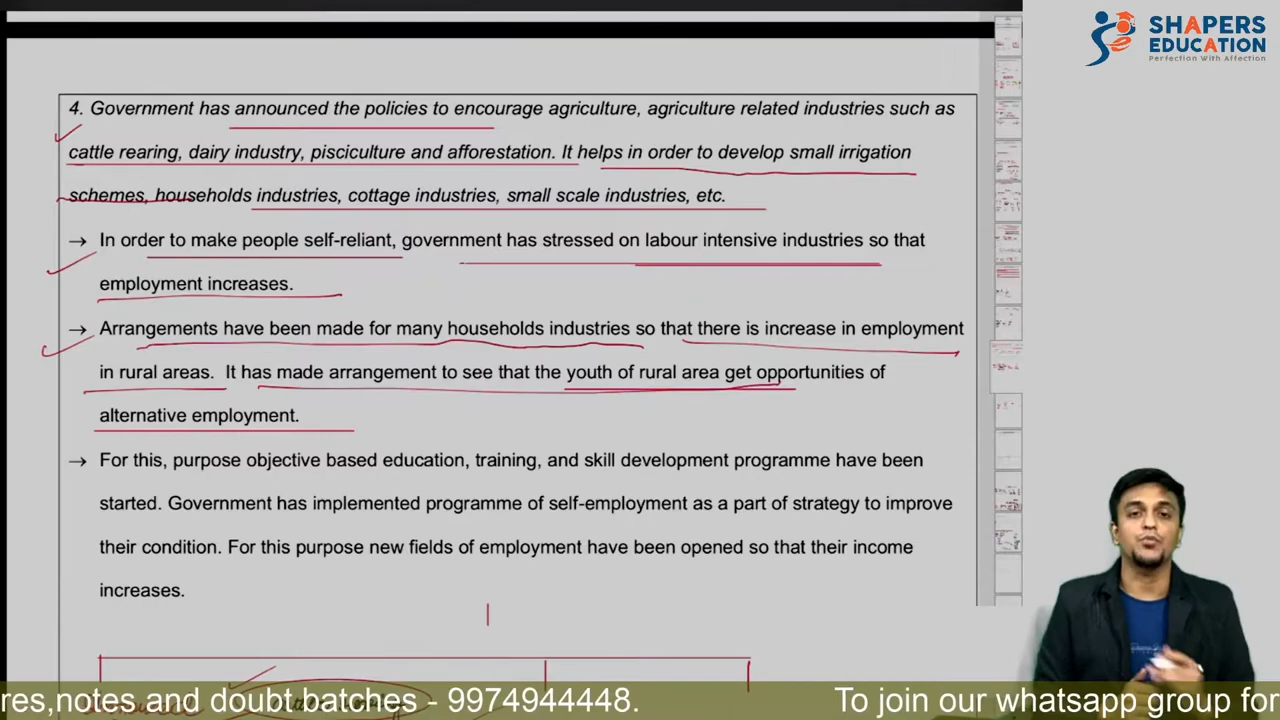 SHAPERS
EDUCATION
Perfection With Affection
4. Government has announced the policies to encourage agriculture, agriculture related industries such as
cattle rearing, dairy industry pisciculture and afforestation. It helps in order to develop small irrigation
schemes, households industries, cottage industries, small scale industries, etc.
→ In order to make people self-reliant, government has stressed on labour intensive industries so that
employment increases.
→ Arrangements have been made for many households industries so that there is increase in employment
in rural areas. It has made arrangement to see that the youth of rural area get opportunities of
alternative employment.
→ For this, purpose objective based education, training, and skill development programme have been
started. Government has implemented programme of self-employment as a part of strategy to improve
their condition. For this purpose new fields of employment have been opened so that their income
increases.
res,notes and doubt batches - 9974944448. To join our whatsapp group for